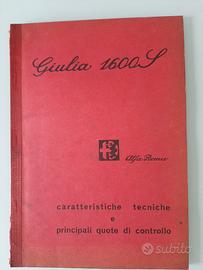 Giulia 1600 S
Alfa-Romeo
caratteristiche tecniche
e
principali quote di controllo
subito